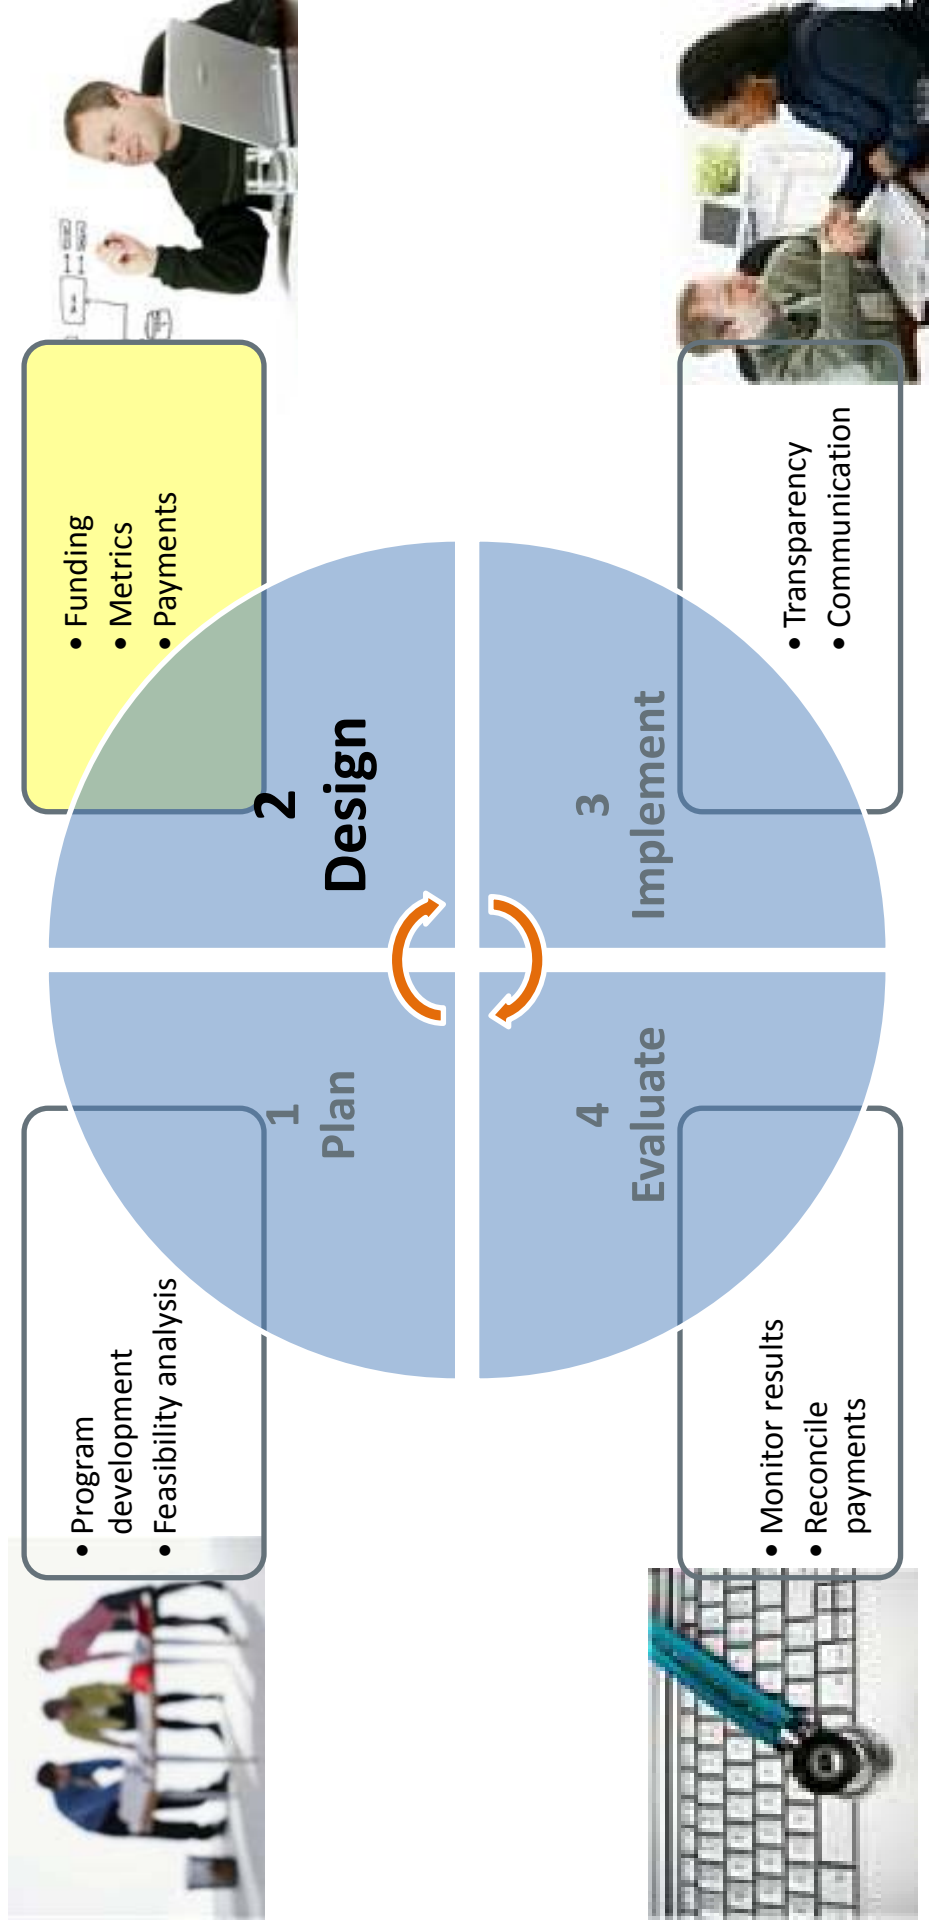 • Program
development
• Feasibility analysis
1
Plan
• Funding
• Metrics
• Payments
2
Design
3
Implement
• Transparency
• Communication
4
Evaluate
• Monitor results
• Reconcile
payments